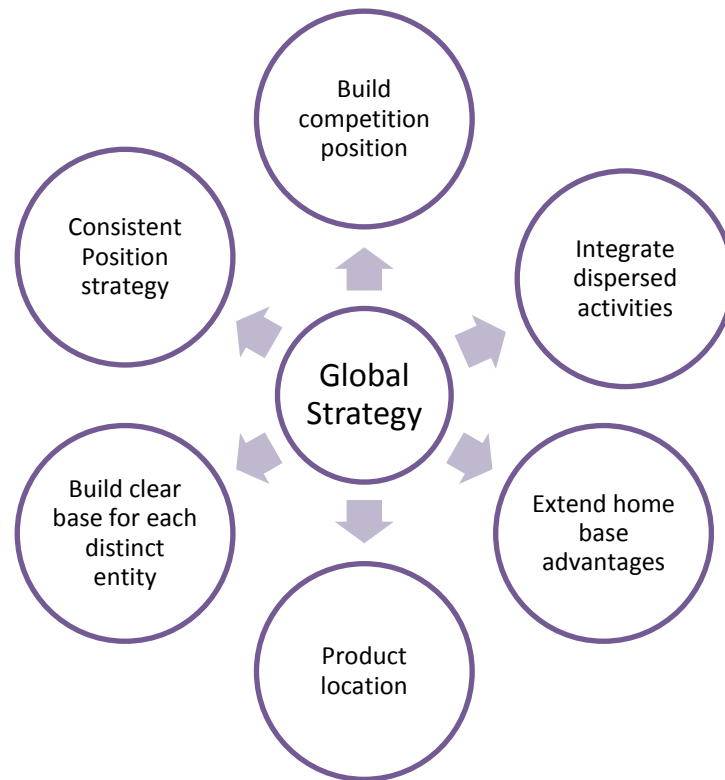 Build
competition
position
Consistent
Position
strategy
Integrate
dispersed
activities
Global
Strategy
Build clear
base for each
distinct
entity
Extend home
base
advantages
Product
location